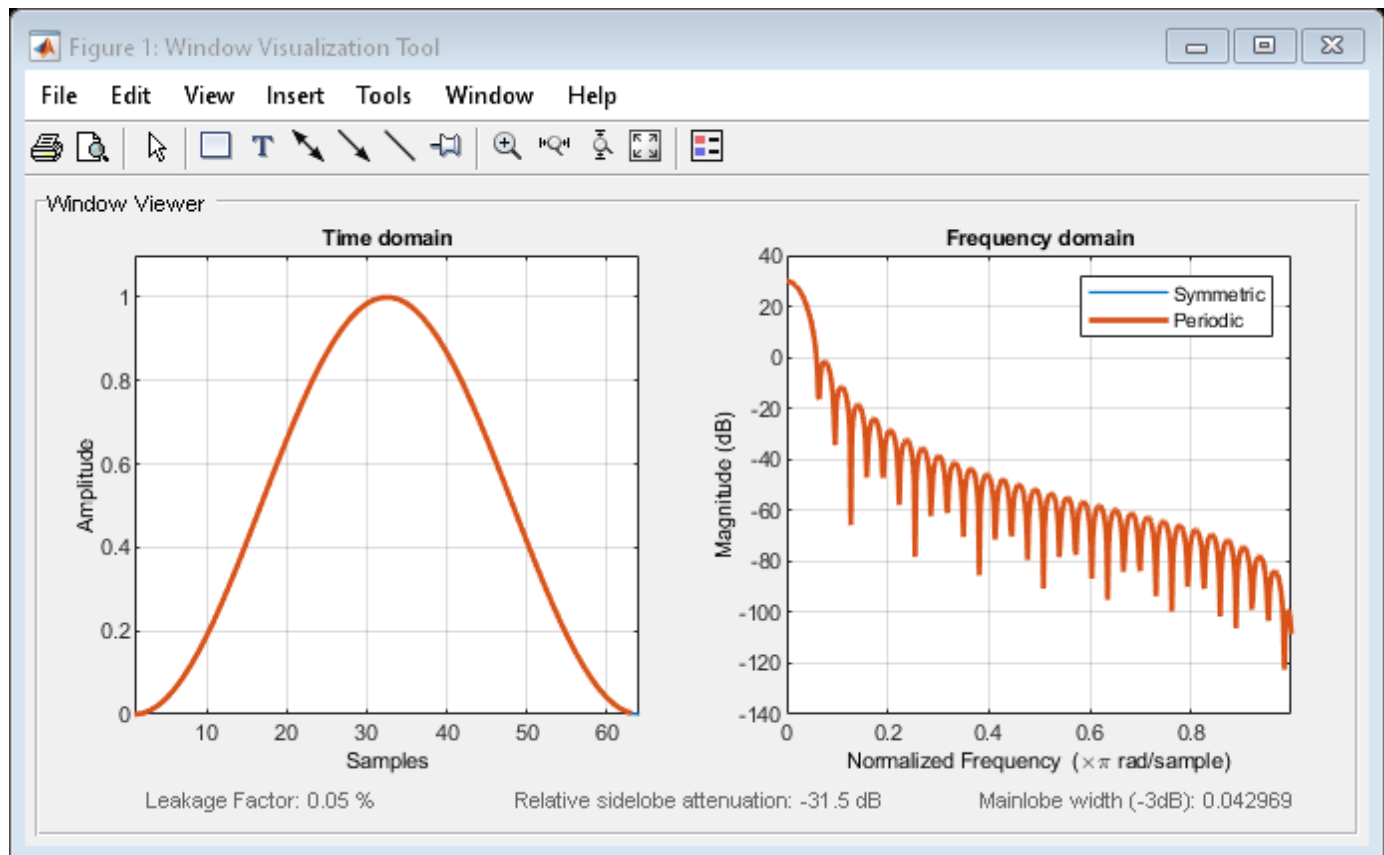 Figure 1: Window Visualization Tool
File Edit View Insert Tools Window Help
T
Window Viewer
Time domain
1
0.8
0.6
0.4
0.2
0
10 20 30 40 50 60
Amplitude
Samples
Frequency domain
40
20
0
-20
-40
-60
-80
-100
-120
-140
0 0.2 0.4 0.6 0.8
Magnitude (dB)
Normalized Frequency (×π rad/sample)
Symmetric
Periodic
Leakage Factor: 0.05 % Relative sidelobe attenuation: -31.5 dB Mainlobe width (-3dB): 0.042969